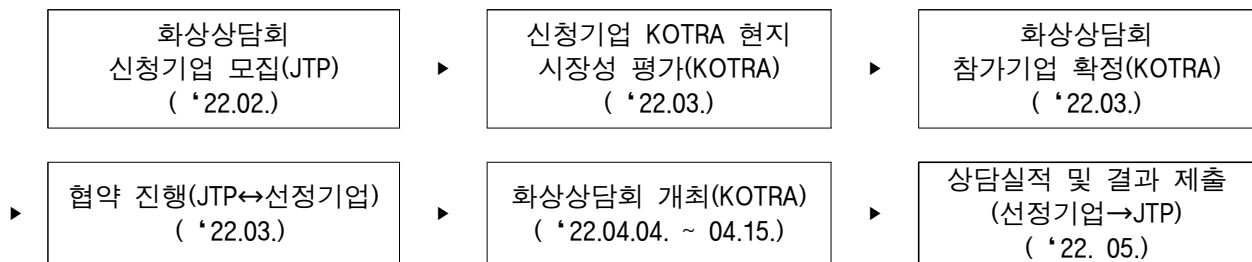 화상상담회
신청기업 모집(JTP)
( ‘22.02.)
▶
신청기업 KOTRA 현지
시장성 평가(KOTRA)
( ‘22.03.)
▶
화상상담회
참가기업 확정(KOTRA)
( ‘22.03.)
▶
협약 진행(JTP↔선정기업)
( ‘22.03.)
▶
화상상담회 개최(KOTRA)
( ‘22.04.04. ~ 04.15.)
▶
상담실적 및 결과 제출
(선정기업→JTP)
( ‘22. 05.)